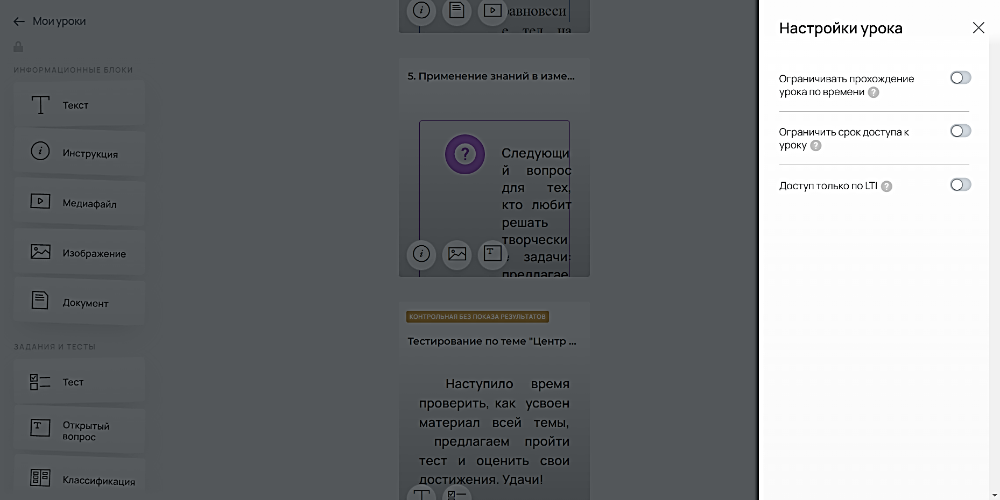 Мои уроки
ИНФОРМАЦИОННЫЕ БЛОКИ
Текст
Инструкция
Медиафайл
Изображение
Документ
ЗАДАНИЯ И ТЕСТЫ
Тест
Открытый
вопрос
Классификация
авновеси
е тел на
5. Применение знаний в изме...
Следующи
й вопрос
для тех,
кто любит
решать
творчески
е задачи:
предлагае
КОНТРОЛЬНАЯ БЕЗ ПОКАЗА РЕЗУЛЬТАТОВ
Тестирование по теме "Центр ...
Наступило время
проверить, как усвоен
материал всей темы,
предлагаем пройти
тест и оценить свои
достижения. Удачи!
Настройки урока
Ограничивать прохождение
урока по времени ?
Ограничить срок доступа к
уроку ?
Доступ только по LTI ?